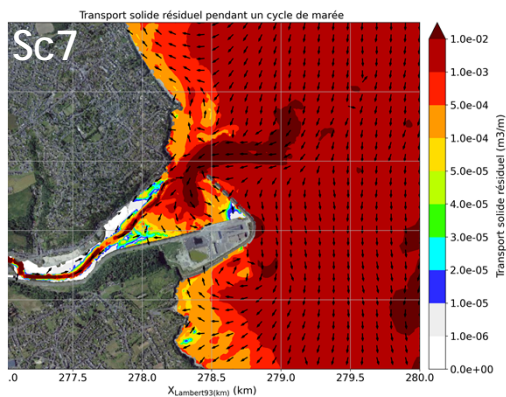 Transport solide résiduel pendant un cycle de marée
Sc7
1.0e-02
1.0e-03
5.0e-04
1.0e-04
5.0e-05
4.0e-05
3.0e-05
2.0e-05
1.0e-05
1.0e-06
0.0e+00
Transport solide résiduel (m3/m)
.0 277.5 278.0 278.5 279.0 279.5 280.0
XLambert93(km) (km)